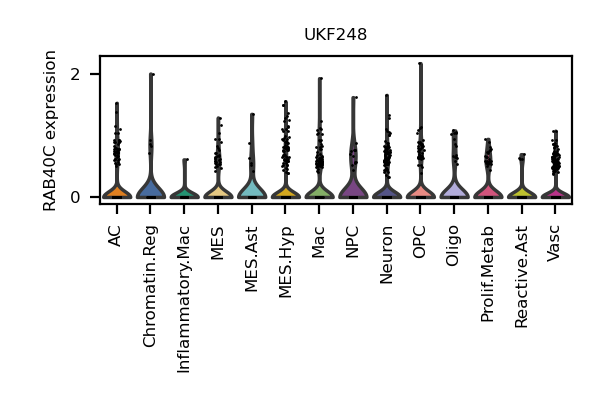 UKF248
RAB40C expression
2
0
AC
Chromatin.Reg
Inflammatory.Mac
MES
MES.Ast
MES.Hyp
Mac
NPC
Neuron
OPC
Oligo
Prolif.Metab
Reactive.Ast
Vasc